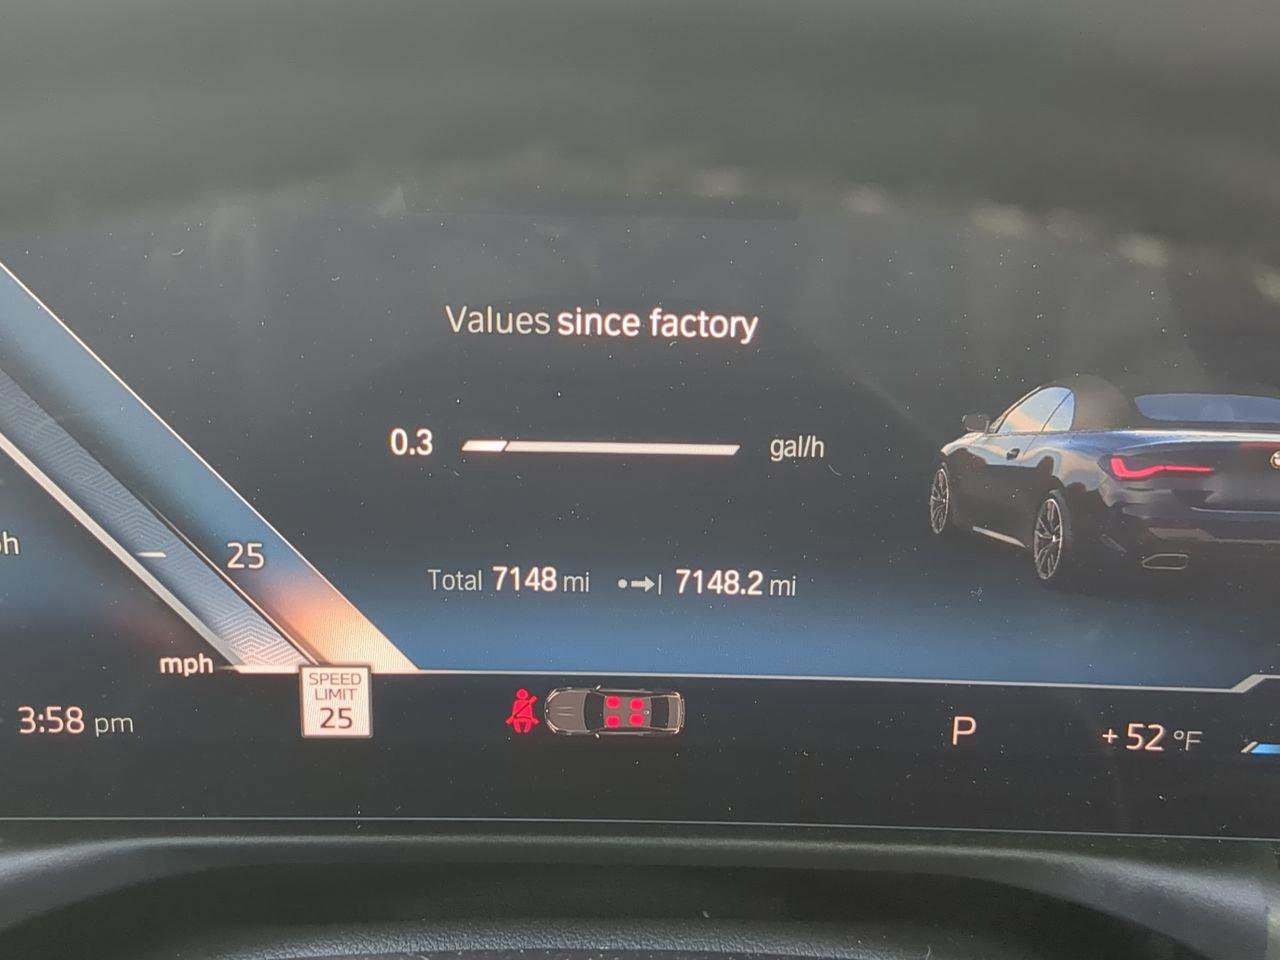 Values since factory
0.3 gal/h
25
Total 7148 mi 7148.2 mi
mph
SPEED
LIMIT
25
3:58 pm
P
+52 °F